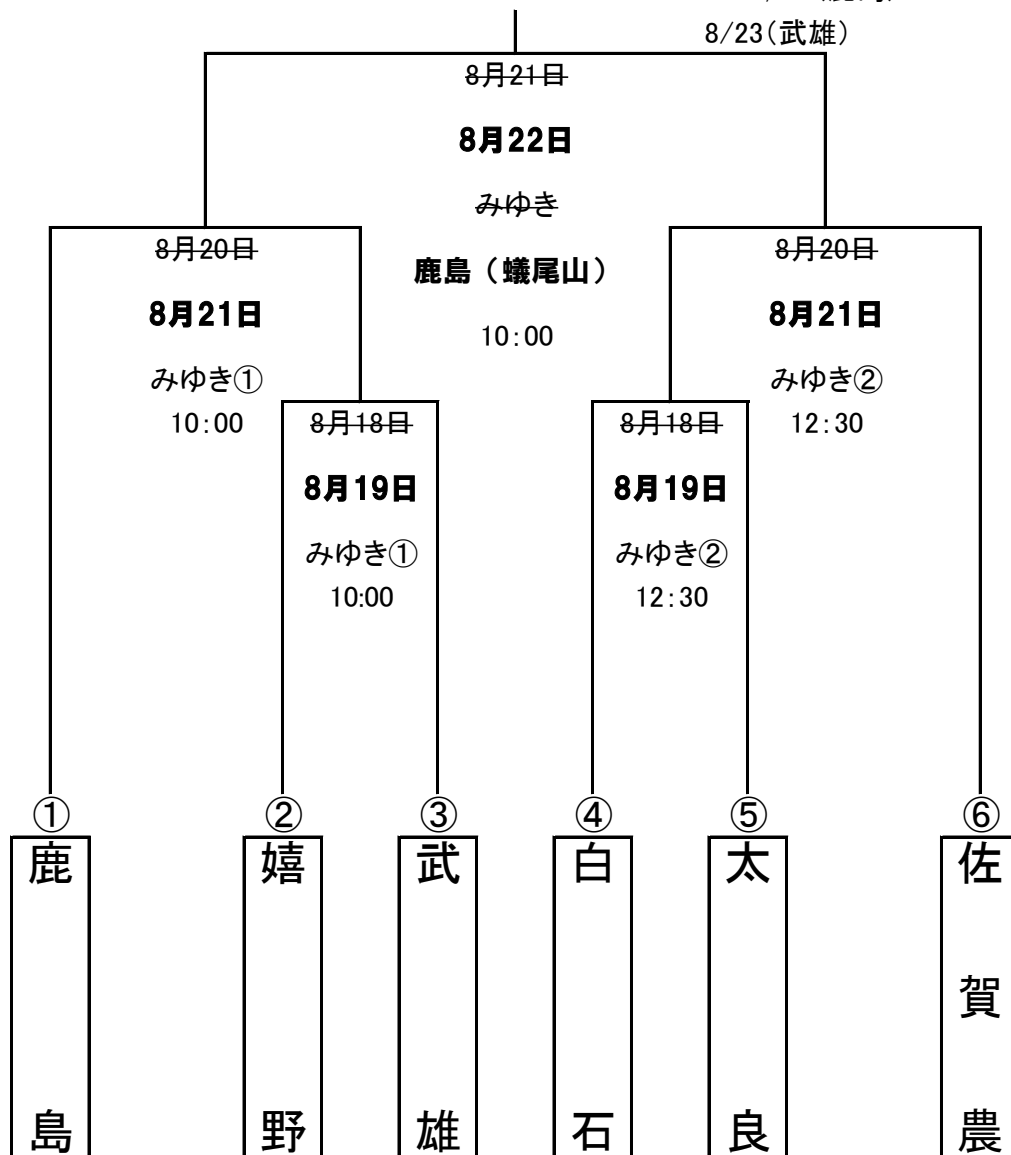 8/23(武雄)
8月21日
8月22日
みゆき
鹿島（蟻尾山）
10:00
8月20日
8月21日
みゆき①
10:00
8月20日
8月21日
みゆき②
12:30
8月18日
8月19日
みゆき①
10:00
8月18日
8月19日
みゆき②
12:30
① ② ③ ④ ⑤ ⑥
鹿島
嬉野
武雄
白石
太良
佐賀農